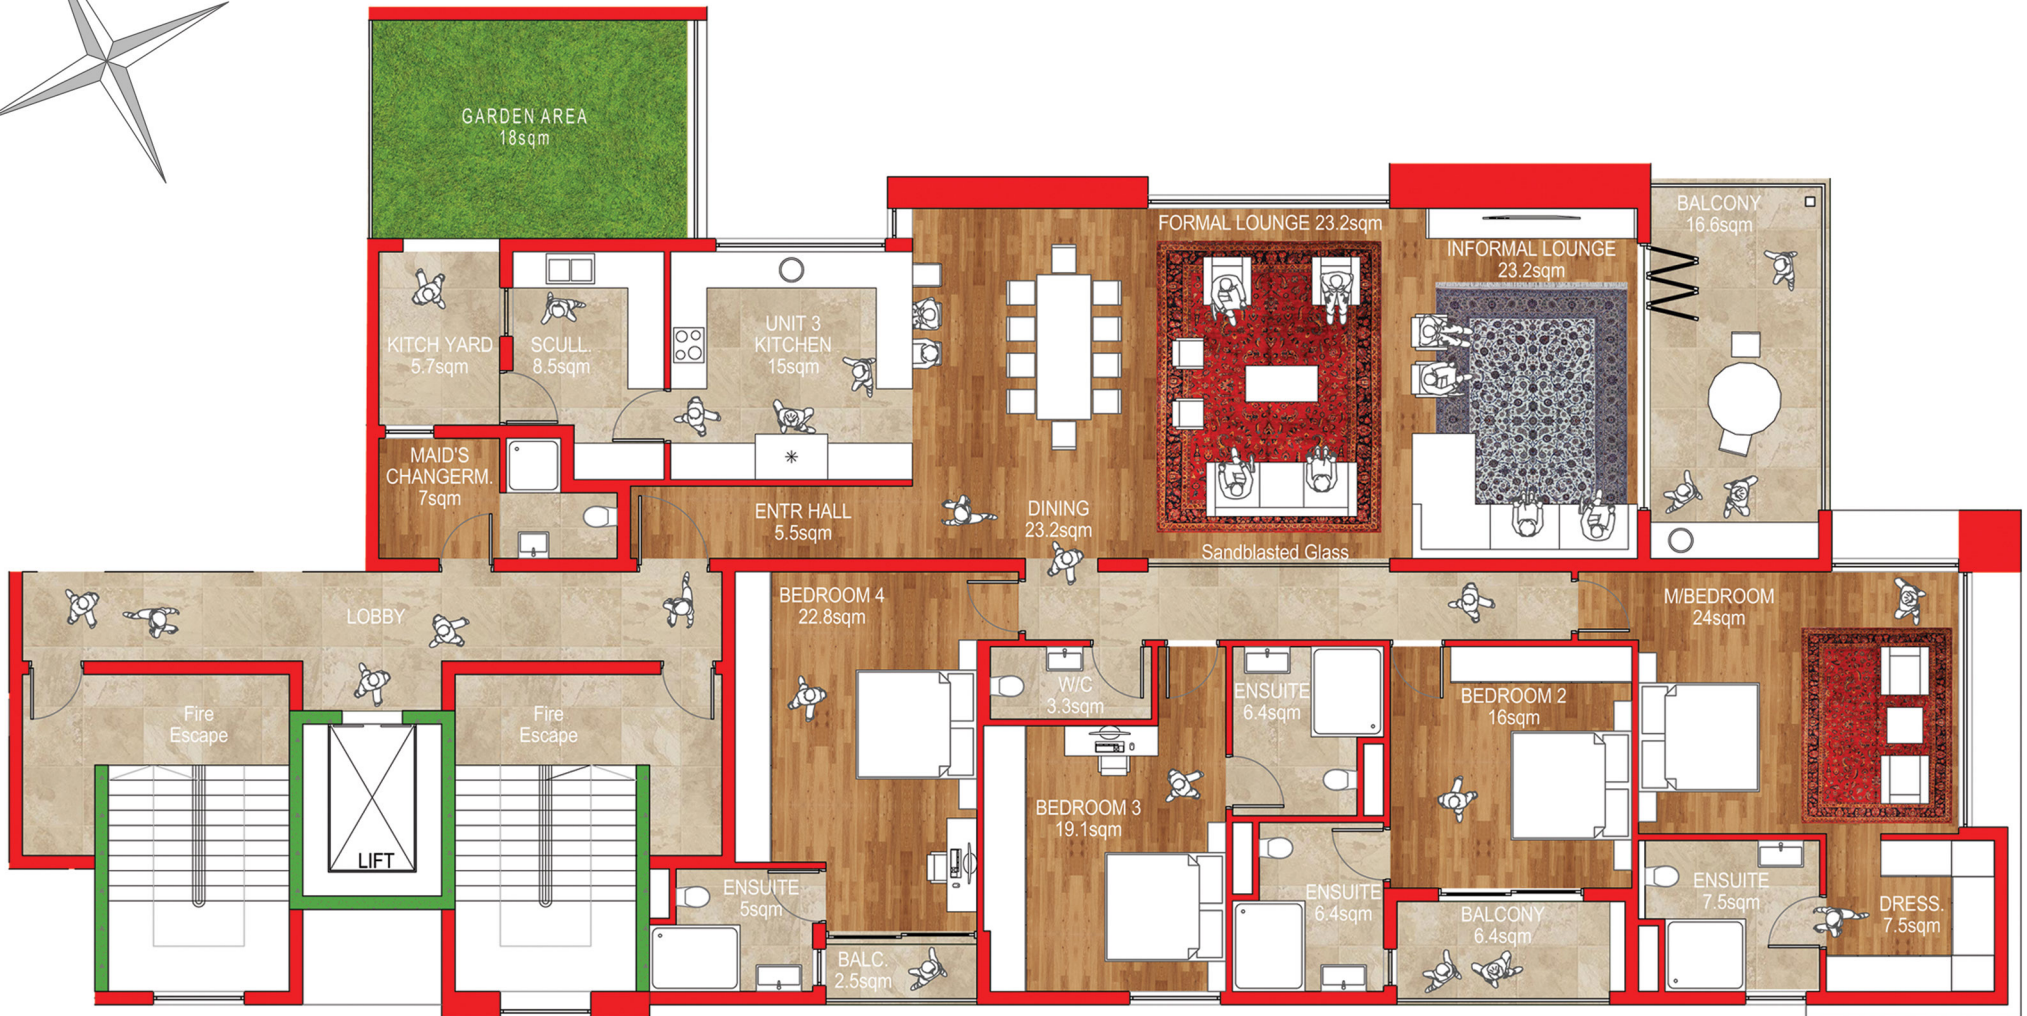 GARDEN AREA
18sqm
BALCONY
16.6sqm
FORMAL LOUNGE 23.2sqm
INFORMAL LOUNGE
23.2sqm
KITCH YARD
5.7sqm
SCULL.
8.5sqm
UNIT 3
KITCHEN
15sqm
MAID'S
CHANGERM.
7sqm
ENTR HALL
5.5sqm
DINING
23.2sqm
Sandblasted Glass
LOBBY
BEDROOM 4
22.8sqm
M/BEDROOM
24sqm
W/C
3.3sqm
ENSUITE
6.4sqm
BEDROOM 2
16sqm
Fire
Escape
Fire
Escape
BEDROOM 3
19.1sqm
LIFT
ENSUITE
5sqm
ENSUITE
6.4sqm
BALCONY
6.4sqm
ENSUITE
7.5sqm
DRESS.
7.5sqm
BALC.
2.5sqm